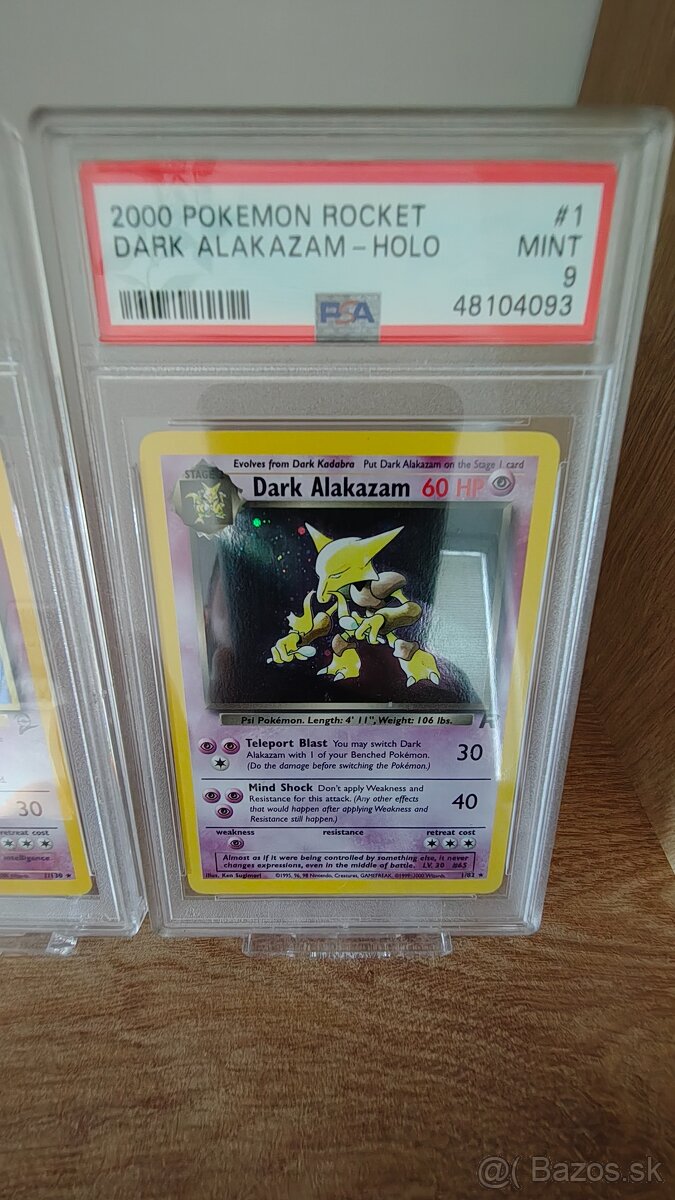 2000 POKEMON ROCKET #1
DARK ALAKAZAM - HOLO MINT
9
48104093
PSA
Evolves from Dark Kadabra Put Dark Alakazam on the Stage 1 card
STAGE
Dark Alakazam 60 HP
Psi Pokémon. Length: 4' 11", Weight: 106 lbs.
Teleport Blast You may switch Dark
Alakazam with 1 of your Benched Pokémon.
(Do the damage before switching the Pokémon.)
30
Mind Shock Don't apply Weakness and
Resistance for this attack. (Any other effects
that would happen after applying Weakness and
Resistance still happen.)
40
weakness resistance retreat cost
Almost as if it were being controlled by something else, it never
changes expressions, even in the middle of battle. LV. 30 #65
Illus. Ken Sugimori ©1995, 96, 98 Nintendo, Creatures, GAMEFREAK. ©1999-2000 Wizards. 1/82 ★
30
retreat cost
intelligence
@( Bazos.sk